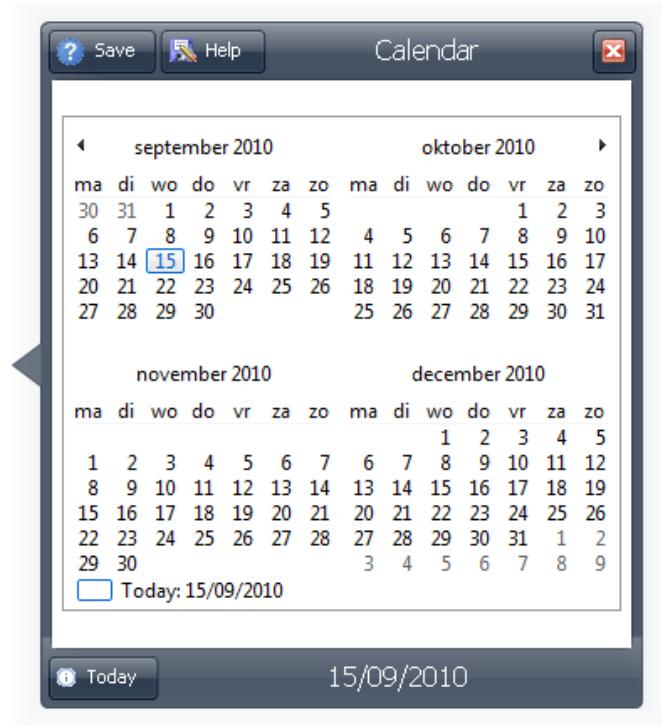 Save Help Calendar
september 2010 oktober 2010
ma di wo do vr za zo ma di wo do vr za zo
30 31 1 2 3 4 5 1 2 3
6 7 8 9 10 11 12 4 5 6 7 8 9 10
13 14 15 16 17 18 19 11 12 13 14 15 16 17
20 21 22 23 24 25 26 18 19 20 21 22 23 24
27 28 29 30 25 26 27 28 29 30 31
november 2010 december 2010
ma di wo do vr za zo ma di wo do vr za zo
1 2 3 4 5
1 2 3 4 5 6 7 6 7 8 9 10 11 12
8 9 10 11 12 13 14 13 14 15 16 17 18 19
15 16 17 18 19 20 21 20 21 22 23 24 25 26
22 23 24 25 26 27 28 27 28 29 30 31 1 2
29 30 3 4 5 6 7 8 9
Today: 15/09/2010
Today 15/09/2010